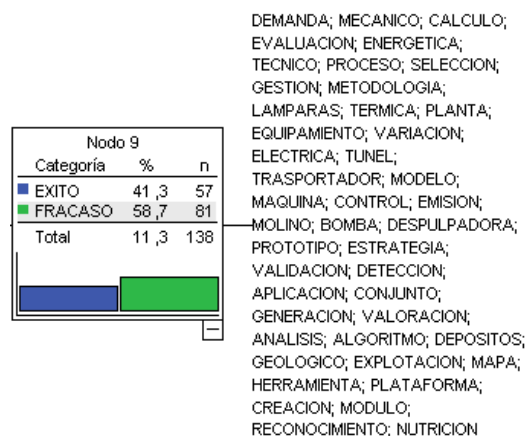 DEMANDA; MECANICO; CALCULO;
EVALUACION; ENERGETICA;
TECNICO; PROCESO; SELECCION;
GESTION; METODOLOGIA;
LAMPARAS; TERMICA; PLANTA;
EQUIPAMIENTO; VARIACION;
ELECTRICA; TUNEL;
TRASPORTADOR; MODELO;
MAQUINA; CONTROL; EMISION;
MOLINO; BOMBA; DESPULPADORA;
PROTOTIPO; ESTRATEGIA;
VALIDACION; DETECCION;
APLICACION; CONJUNTO;
GENERACION; VALORACION;
ANALISIS; ALGORITMO; DEPOSITOS;
GEOLOGICO; EXPLOTACION; MAPA;
HERRAMIENTA; PLATAFORMA;
CREACION; MODULO;
RECONOCIMIENTO; NUTRICION
Nodo 9
Categoría % n
EXITO 41 ,3 57
FRACASO 58 ,7 81
Total 11 ,3 138